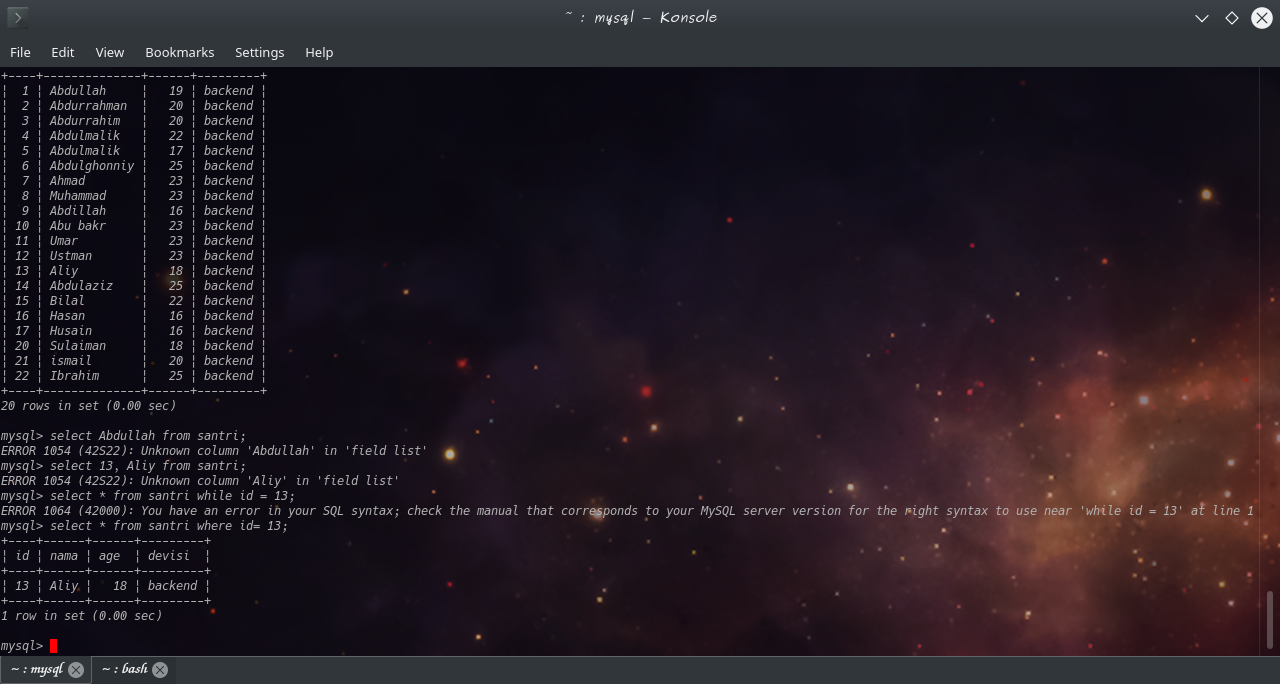 ~ : mysql — Konsole
File Edit View Bookmarks Settings Help
+----+--------------+------+---------+
|  1 | Abdullah     |   19 | backend |
|  2 | Abdurrahman  |   20 | backend |
|  3 | Abdurrahim   |   20 | backend |
|  4 | Abdulmalik   |   22 | backend |
|  5 | Abdulmalik   |   17 | backend |
|  6 | Abdulghonniy |   25 | backend |
|  7 | Ahmad        |   23 | backend |
|  8 | Muhammad     |   23 | backend |
|  9 | Abdillah     |   16 | backend |
| 10 | Abu bakr     |   23 | backend |
| 11 | Umar         |   23 | backend |
| 12 | Ustman       |   23 | backend |
| 13 | Aliy         |   18 | backend |
| 14 | Abdulaziz    |   25 | backend |
| 15 | Bilal        |   22 | backend |
| 16 | Hasan        |   16 | backend |
| 17 | Husain       |   16 | backend |
| 20 | Sulaiman     |   18 | backend |
| 21 | ismail       |   20 | backend |
| 22 | Ibrahim      |   25 | backend |
+----+--------------+------+---------+
20 rows in set (0.00 sec)
mysql> select Abdullah from santri;
ERROR 1054 (42S22): Unknown column 'Abdullah' in 'field list'
mysql> select 13, Aliy from santri;
ERROR 1054 (42S22): Unknown column 'Aliy' in 'field list'
mysql> select * from santri while id = 13;
ERROR 1064 (42000): You have an error in your SQL syntax; check the manual that corresponds to your MySQL server version for the right syntax to use near 'while id = 13' at line 1
mysql> select * from santri where id= 13;
+----+------+------+---------+
| id | nama | age  | devisi  |
+----+------+------+---------+
| 13 | Aliy |   18 | backend |
+----+------+------+---------+
1 row in set (0.00 sec)
mysql>
~ : mysql ~ : bash